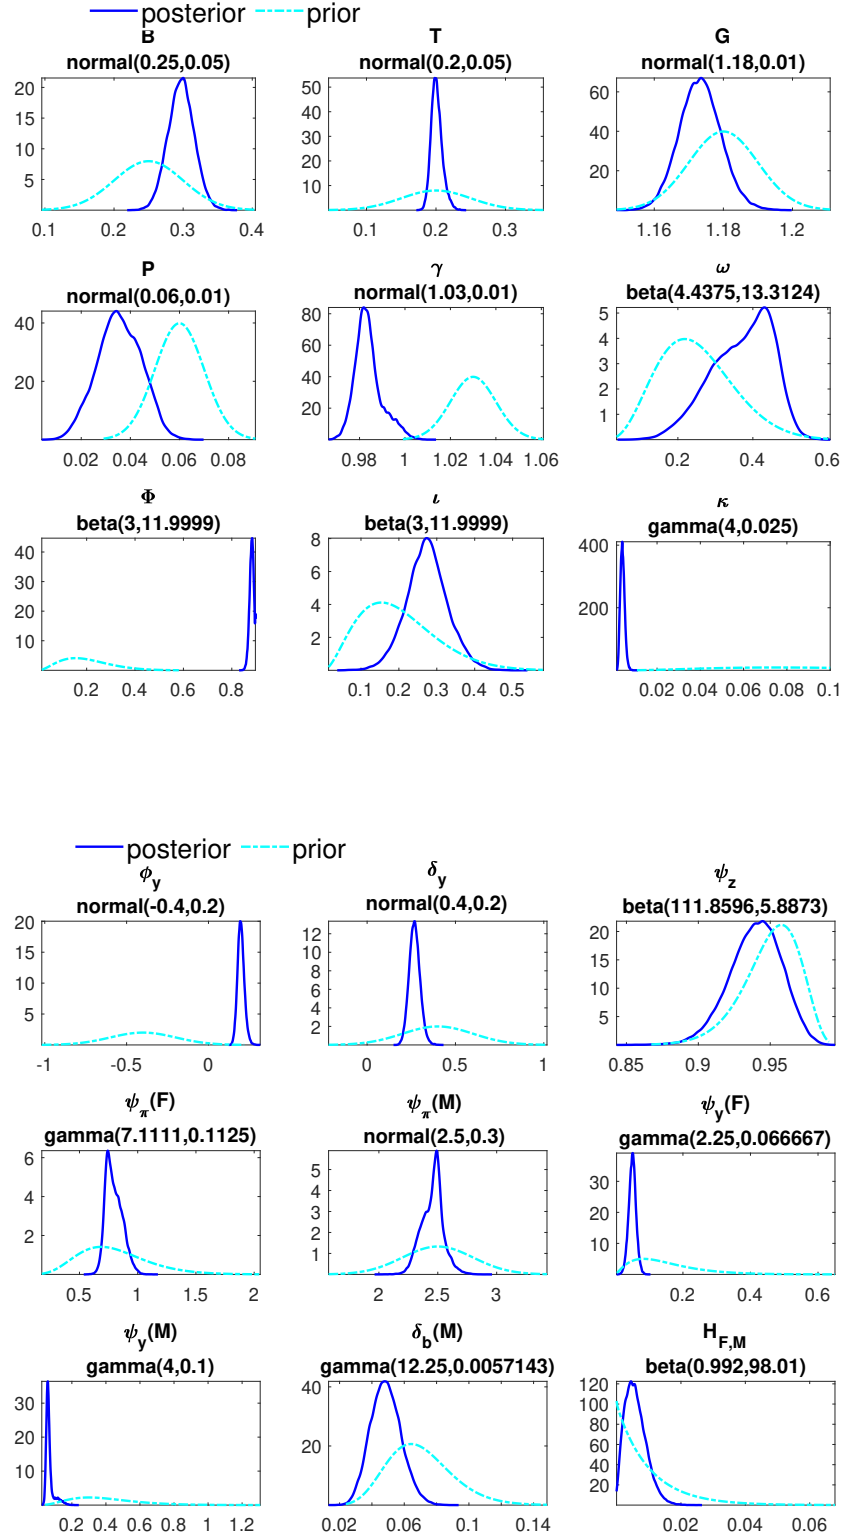 posterior prior
B T G
normal(0.25,0.05) normal(0.2,0.05) normal(1.18,0.01)
20 15 10 5
0.1 0.2 0.3 0.4
50 40 30 20 10
0.1 0.2 0.3
60 40 20
1.16 1.18 1.2
P γ ω
normal(0.06,0.01) normal(1.03,0.01) beta(4.4375,13.3124)
40 20
0.02 0.04 0.06 0.08
80 60 40 20
0.98 1 1.02 1.04 1.06
5 4 3 2 1
0.2 0.4 0.6
Φ ι κ
beta(3,11.9999) beta(3,11.9999) gamma(4,0.025)
40 30 20 10
0.2 0.4 0.6 0.8
8 6 4 2
0.1 0.2 0.3 0.4 0.5
400 200
0.02 0.04 0.06 0.08 0.1
posterior prior
ϕy δy ψz
normal(-0.4,0.2) normal(0.4,0.2) beta(111.8596,5.8873)
20 15 10 5
-1 -0.5 0
12 10 8 6 4 2
0 0.5 1
20 15 10 5
0.85 0.9 0.95
ψπ(F) ψπ(M) ψy(F)
gamma(7.1111,0.1125) normal(2.5,0.3) gamma(2.25,0.066667)
6 4 2
0.5 1 1.5 2
5 4 3 2 1
2 2.5 3
30 20 10
0.2 0.4 0.6
ψy(M) δb(M) HF,M
gamma(4,0.1) gamma(12.25,0.0057143) beta(0.992,98.01)
30 20 10
0.2 0.4 0.6 0.8 1 1.2
40 20
0.02 0.06 0.1 0.14
120 100 80 60 40 20
0.02 0.04 0.06